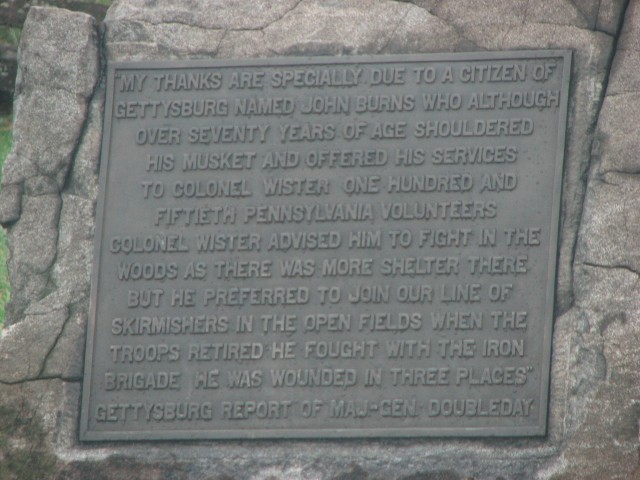 "MY THANKS ARE SPECIALLY DUE TO A CITIZEN OF
GETTYSBURG NAMED JOHN BURNS WHO ALTHOUGH
OVER SEVENTY YEARS OF AGE SHOULDERED
HIS MUSKET AND OFFERED HIS SERVICES
TO COLONEL WISTER ONE HUNDRED AND
FIFTIETH PENNSYLVANIA VOLUNTEERS
COLONEL WISTER ADVISED HIM TO FIGHT IN THE
WOODS AS THERE WAS MORE SHELTER THERE
BUT HE PREFERRED TO JOIN OUR LINE OF
SKIRMISHERS IN THE OPEN FIELDS WHEN THE
TROOPS RETIRED HE FOUGHT WITH THE IRON
BRIGADE HE WAS WOUNDED IN THREE PLACES"
GETTYSBURG REPORT OF MAJ-GEN. DOUBLEDAY